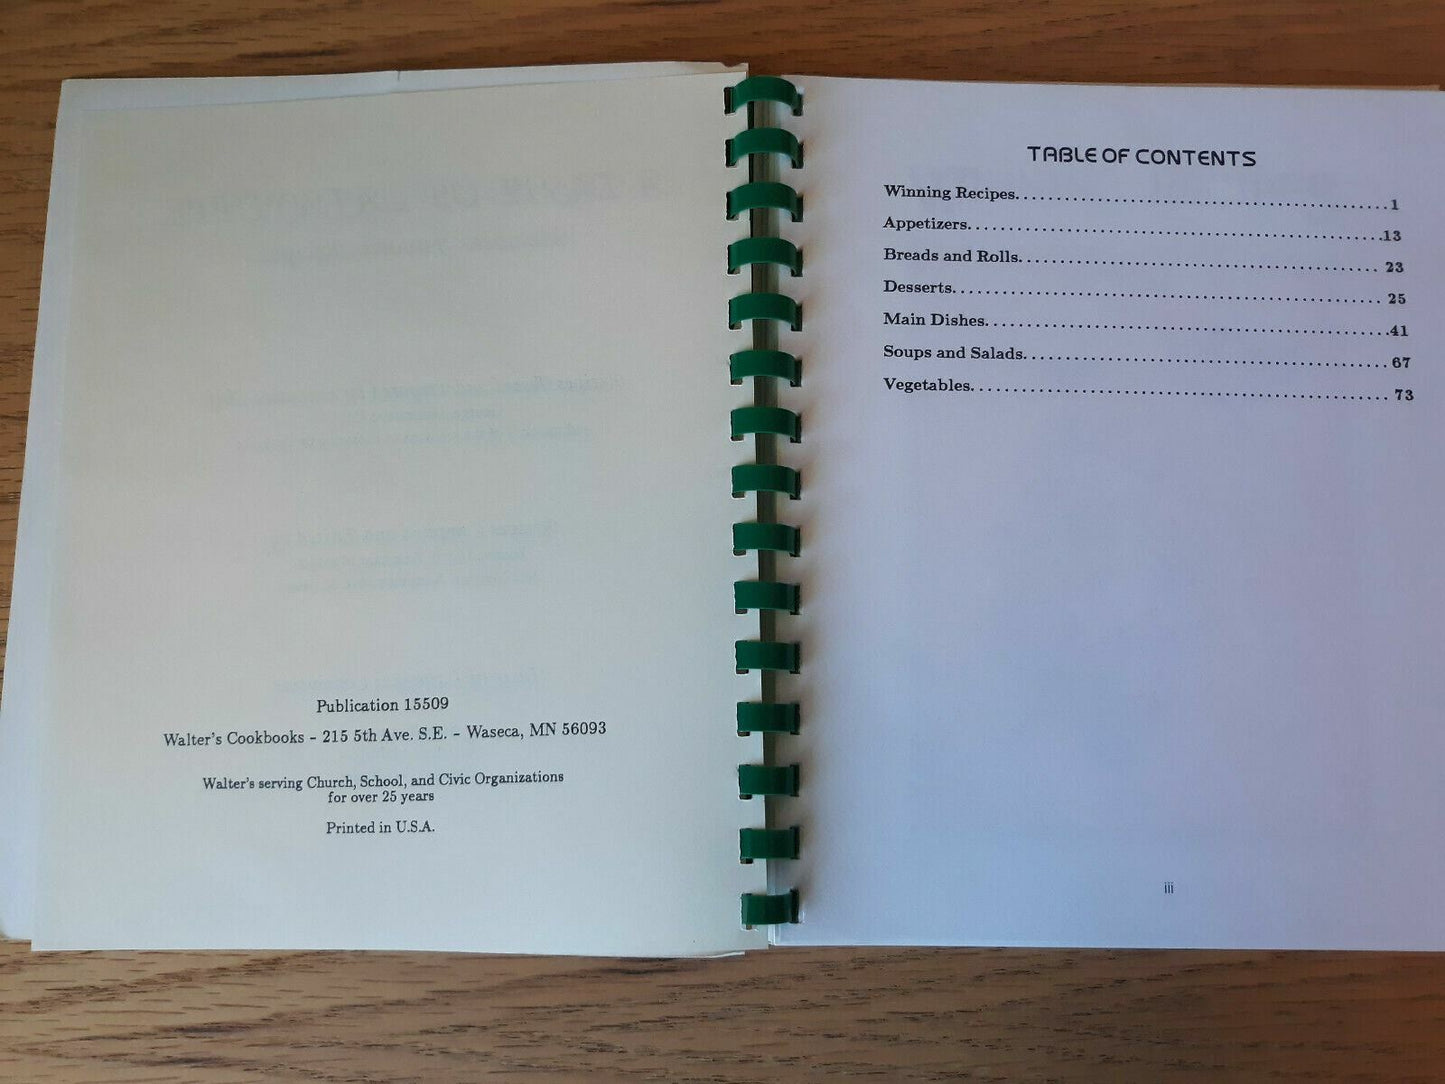 Publication 15509
Walter's Cookbooks - 215 5th Ave. S.E. - Waseca, MN 56093
Walter's serving Church, School, and Civic Organizations
for over 25 years
Printed in U.S.A.
TABLE OF CONTENTS
Winning Recipes. . . . . . . . . . . . . . . . . . . . . . . . . . . . . . . . . . . . . . . . . . . . .1
Appetizers. . . . . . . . . . . . . . . . . . . . . . . . . . . . . . . . . . . . . . . . . . . . . . . . . .13
Breads and Rolls. . . . . . . . . . . . . . . . . . . . . . . . . . . . . . . . . . . . . . . . . . . 23
Desserts. . . . . . . . . . . . . . . . . . . . . . . . . . . . . . . . . . . . . . . . . . . . . . . . . . . 25
Main Dishes. . . . . . . . . . . . . . . . . . . . . . . . . . . . . . . . . . . . . . . . . . . . . . . .41
Soups and Salads. . . . . . . . . . . . . . . . . . . . . . . . . . . . . . . . . . . . . . . . . . . 67
Vegetables. . . . . . . . . . . . . . . . . . . . . . . . . . . . . . . . . . . . . . . . . . . . . . . . . 73
iii